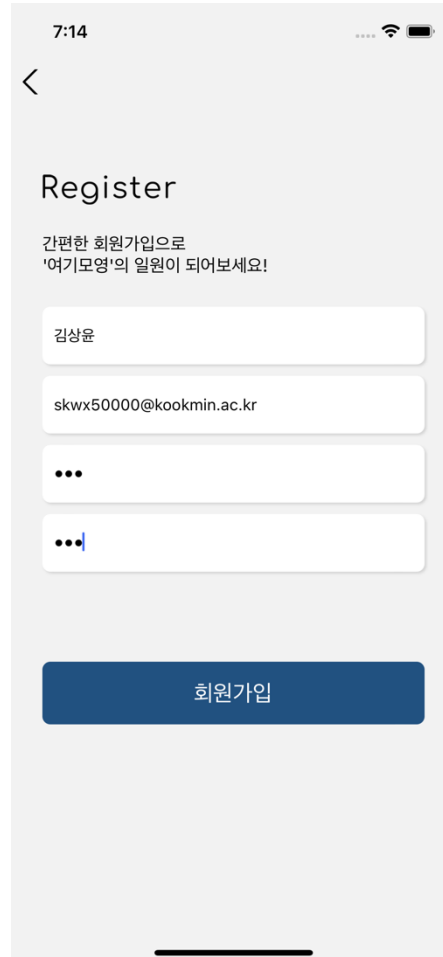 7:14
Register
간편한 회원가입으로
'여기모영'의 일원이 되어보세요!
김상윤
skwx50000@kookmin.ac.kr
•••
•••
회원가입